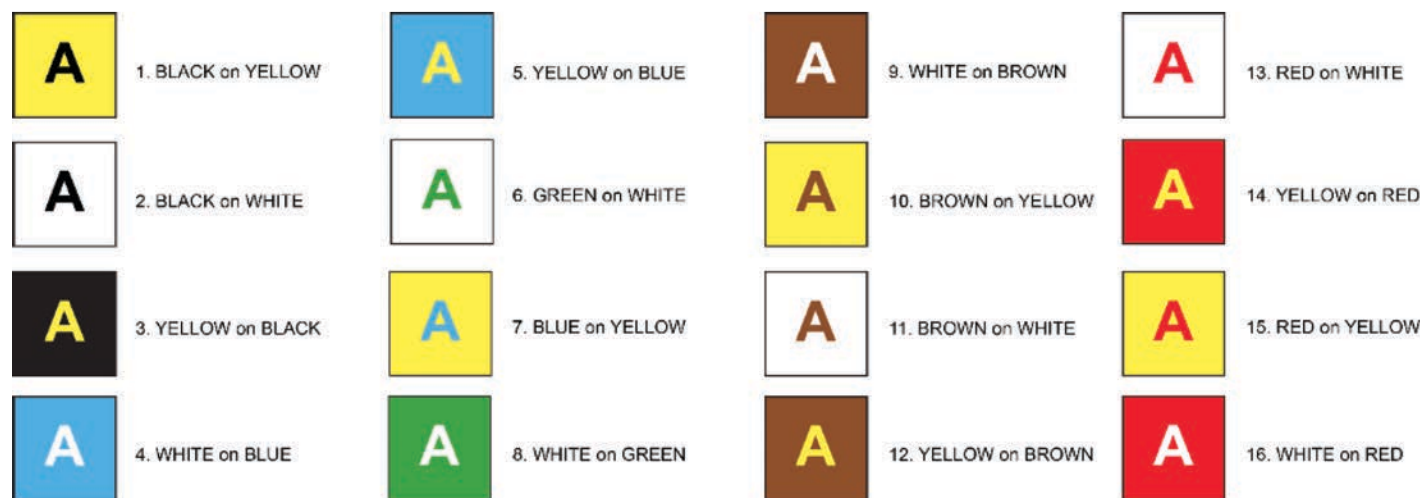 A
1. BLACK on YELLOW
A
2. BLACK on WHITE
A
3. YELLOW on BLACK
A
4. WHITE on BLUE
A
5. YELLOW on BLUE
A
6. GREEN on WHITE
A
7. BLUE on YELLOW
A
8. WHITE on GREEN
A
9. WHITE on BROWN
A
10. BROWN on YELLOW
A
11. BROWN on WHITE
A
12. YELLOW on BROWN
A
13. RED on WHITE
A
14. YELLOW on RED
A
15. RED on YELLOW
A
16. WHITE on RED